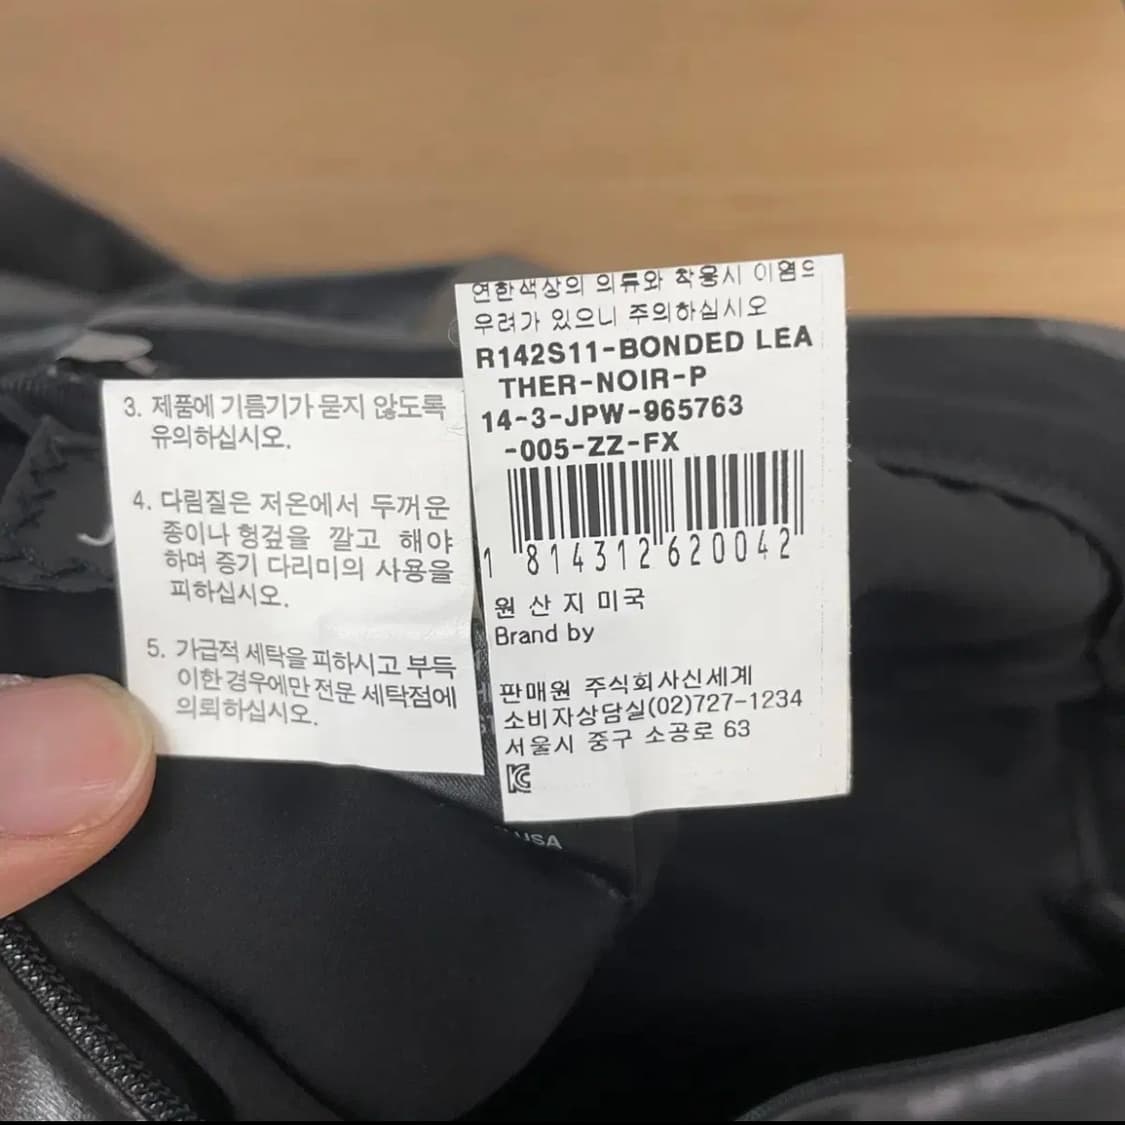 3. 제품에 기름기가 묻지 않도록
유의하십시오.
4. 다림질은 저온에서 두꺼운
종이나 헝겊을 깔고 해야
하며 증기 다리미의 사용을
피하십시오.
5. 가급적 세탁을 피하시고 부득
이한 경우에만 전문 세탁점에
의뢰하십시오.
연한색상의 의류와 착용시 이염으
우려가 있으니 주의하십시오
R142S11-BONDED LEA
THER-NOIR-P
14-3-JPW-965763
-005-ZZ-FX
1 814312 620042
원 산 지 미국
Brand by
판매원 주식회사신세계
소비자상담실(02)727-1234
서울시 중구 소공로 63
KC
USA